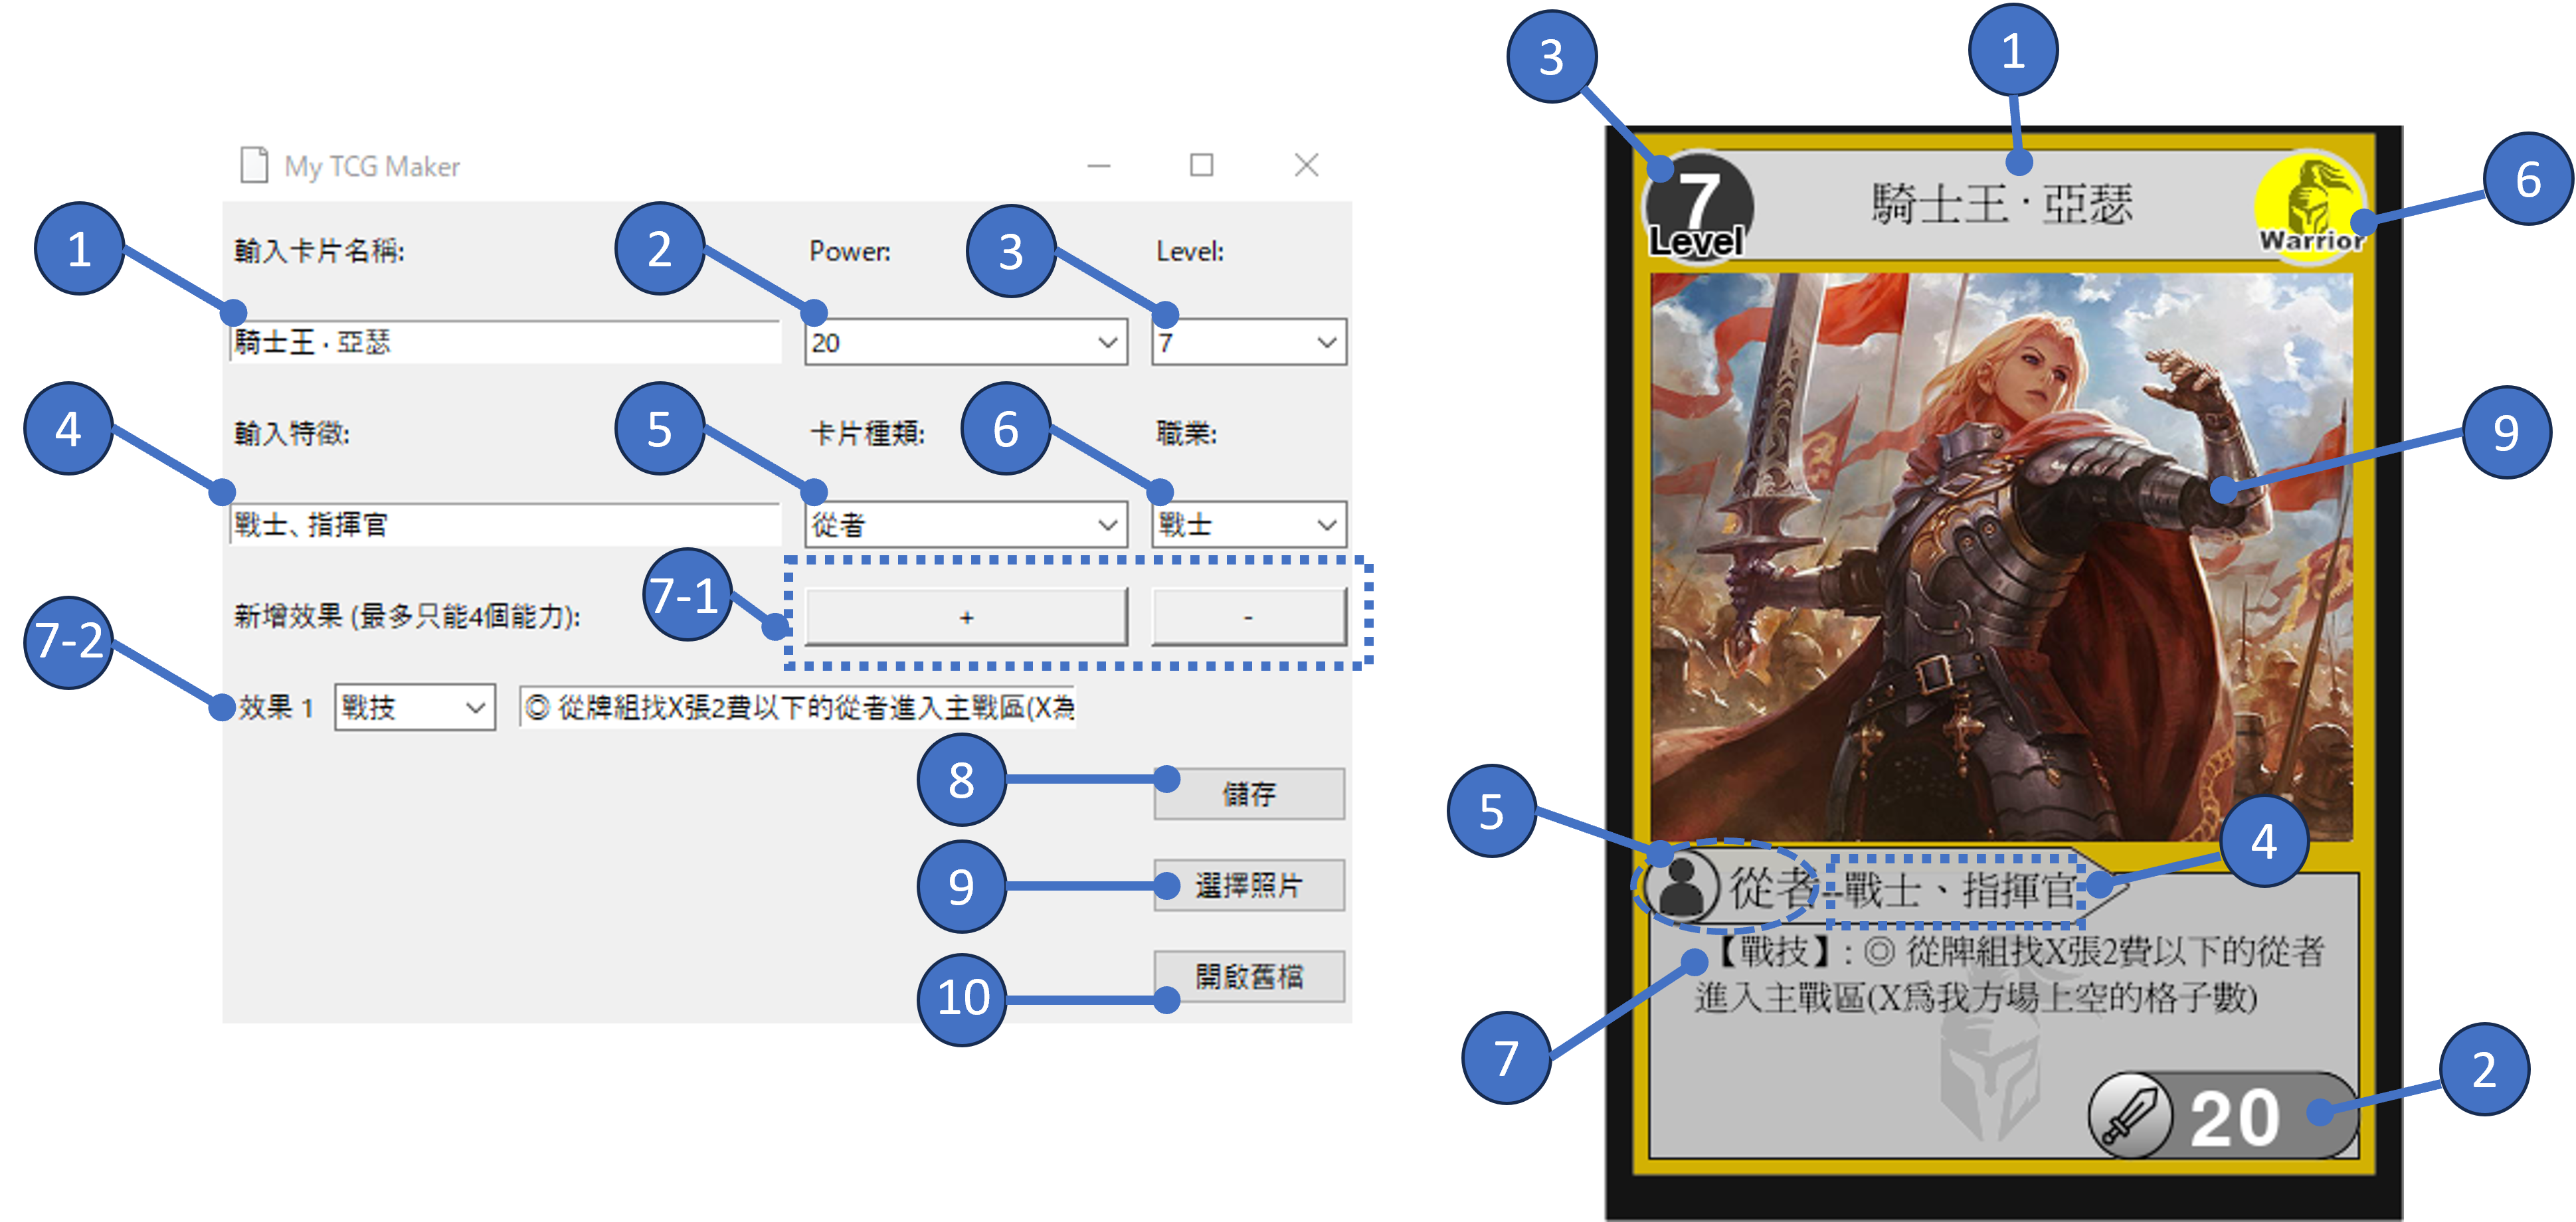 My TCG Maker
1
輸入卡片名稱:
2
Power:
3
Level:
騎士王 · 亞瑟
20
7
4
輸入特徵:
5
卡片種類:
6
職業:
戰士、指揮官
從者
戰士
新增效果 (最多只能4個能力):
7-1
+
-
7-2
效果 1
戰技
◎ 從牌組找X張2費以下的從者進入主戰區(X為
8
儲存
9
選擇照片
10
開啟舊檔
3
1
6
7
Level
騎士王 · 亞瑟
Warrior
9
5
4
從者--戰士、指揮官
【戰技】: ◎ 從牌組找X張2費以下的從者
進入主戰區(X爲我方場上空的格子數)
7
2
20